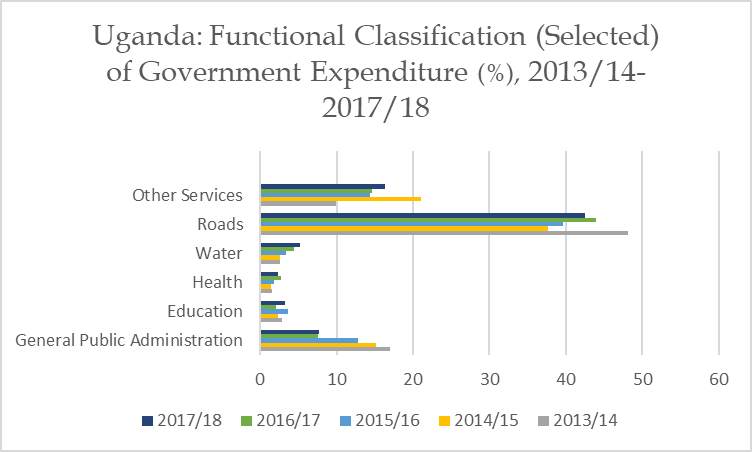 Uganda: Functional Classification (Selected)
of Government Expenditure (%), 2013/14-
2017/18
Other Services
Roads
Water
Health
Education
General Public Administration
0 10 20 30 40 50 60
2017/18 2016/17 2015/16 2014/15 2013/14